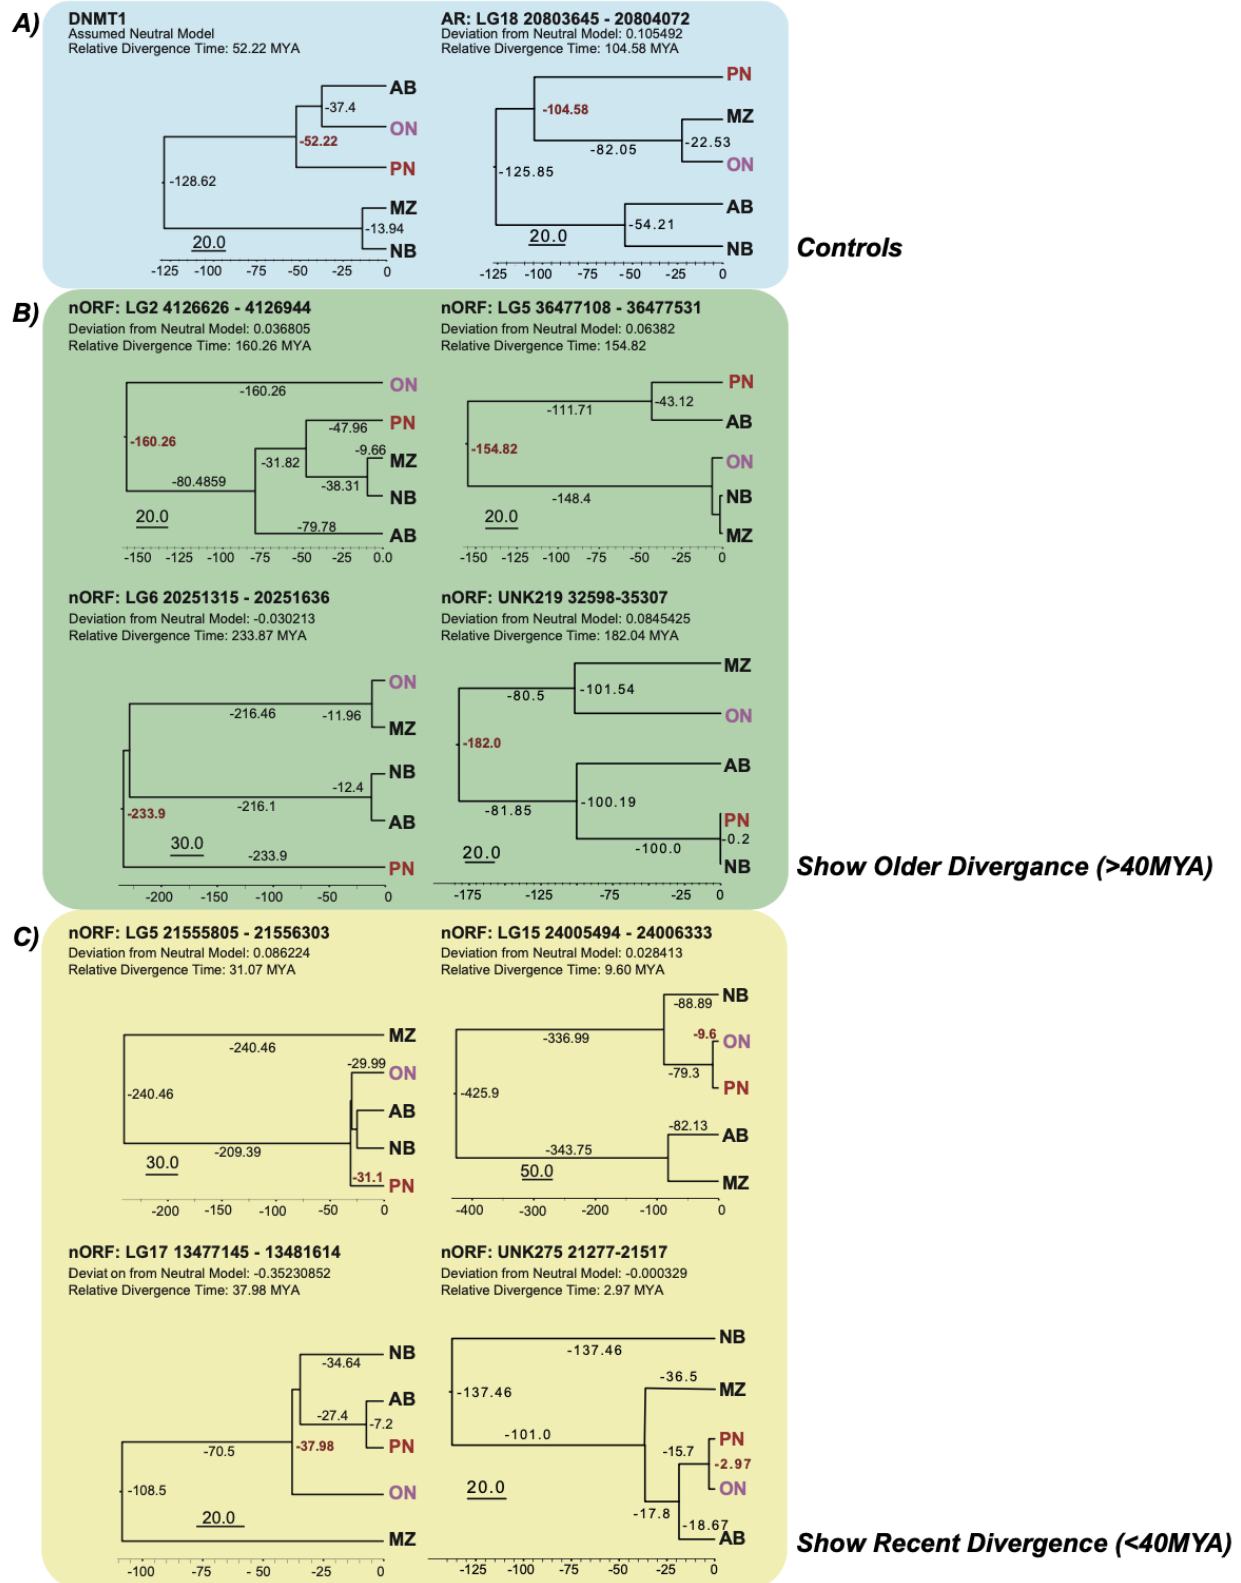 A)
DNMT1
Assumed Neutral Model
Relative Divergence Time: 52.22 MYA
AB
-37.4
ON
-52.22
PN
-128.62
MZ
-13.94
20.0
NB
-125 -100 -75 -50 -25 0
AR: LG18 20803645 - 20804072
Deviation from Neutral Model: 0.105492
Relative Divergence Time: 104.58 MYA
PN
-104.58
MZ
-22.53
-82.05
ON
-125.85
AB
-54.21
20.0
NB
-125 -100 -75 -50 -25 0
Controls
B)
nORF: LG2 4126626 - 4126944
Deviation from Neutral Model: 0.036805
Relative Divergence Time: 160.26 MYA
ON
-160.26
PN
-47.96
-160.26
-9.66
MZ
-31.82
-80.4859
-38.31
NB
20.0
-79.78
AB
-150 -125 -100 -75 -50 -25 0.0
nORF: LG5 36477108 - 36477531
Deviation from Neutral Model: 0.06382
Relative Divergence Time: 154.82
PN
-43.12
-111.71
AB
-154.82
ON
-148.4
NB
20.0
MZ
-150 -125 -100 -75 -50 -25 0
nORF: LG6 20251315 - 20251636
Deviation from Neutral Model: -0.030213
Relative Divergence Time: 233.87 MYA
ON
-216.46
-11.96
MZ
NB
-12.4
-216.1
-233.9
AB
30.0
-233.9
PN
-200 -150 -100 -50 0
nORF: UNK219 32598-35307
Deviation from Neutral Model: 0.0845425
Relative Divergence Time: 182.04 MYA
MZ
-80.5
-101.54
ON
-182.0
AB
-100.19
-81.85
PN
-0.2
-100.0
20.0
NB
-175 -125 -75 -25 0
Show Older Divergance (>40MYA)
C)
nORF: LG5 21555805 - 21556303
Deviation from Neutral Model: 0.086224
Relative Divergence Time: 31.07 MYA
MZ
-240.46
-29.99
ON
-240.46
AB
NB
-209.39
30.0
-31.1
PN
-200 -150 -100 -50 0
nORF: LG15 24005494 - 24006333
Deviation from Neutral Model: 0.028413
Relative Divergence Time: 9.60 MYA
NB
-88.89
-336.99
-9.6
ON
-79.3
PN
-425.9
-82.13
AB
-343.75
50.0
MZ
-400 -300 -200 -100 0
nORF: LG17 13477145 - 13481614
Deviat on from Neutral Model: -0.35230852
Relative Divergence Time: 37.98 MYA
NB
-34.64
AB
-27.4
-7.2
PN
-37.98
-70.5
ON
-108.5
20.0
MZ
-100 -75 - 50 -25 0
nORF: UNK275 21277-21517
Deviation from Neutral Model: -0.000329
Relative Divergence Time: 2.97 MYA
NB
-137.46
-36.5
MZ
-137.46
-101.0
PN
-15.7
-2.97
ON
20.0
-17.8
-18.67
AB
-125 -100 -75 -50 -25 0
Show Recent Divergence (<40MYA)